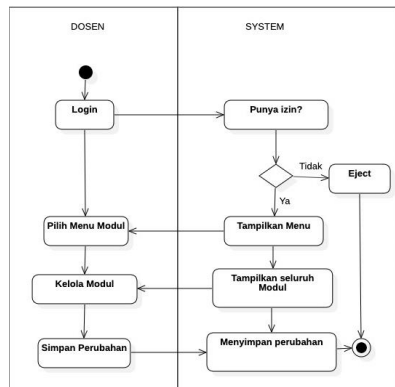 DOSEN
SYSTEM
Login
Punya izin?
Tidak
Eject
Ya
Pilih Menu Modul
Tampilkan Menu
Kelola Modul
Tampilkan seluruh
Modul
Simpan Perubahan
Menyimpan perubahan